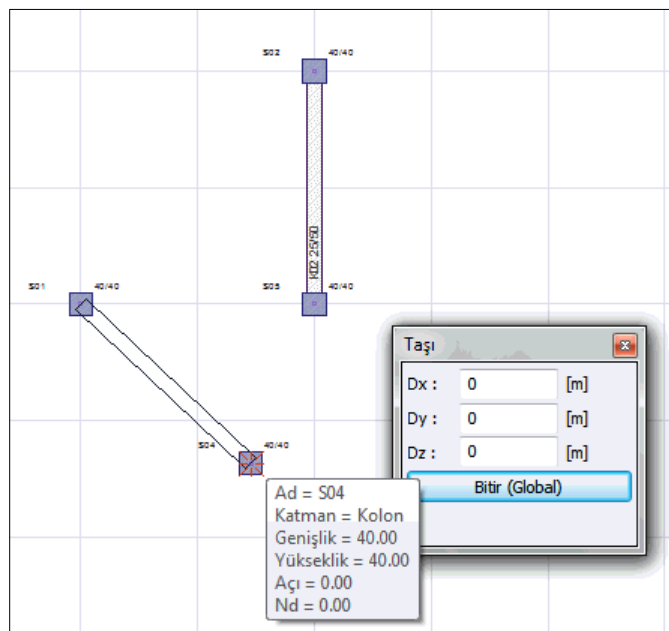 S02 40/40
K02 25/50
S01 40/40
S05 40/40
S04 40/40
Taşı
Dx : 0 [m]
Dy : 0 [m]
Dz : 0 [m]
Bitir (Global)
Ad = S04
Katman = Kolon
Genişlik = 40.00
Yükseklik = 40.00
Açı = 0.00
Nd = 0.00